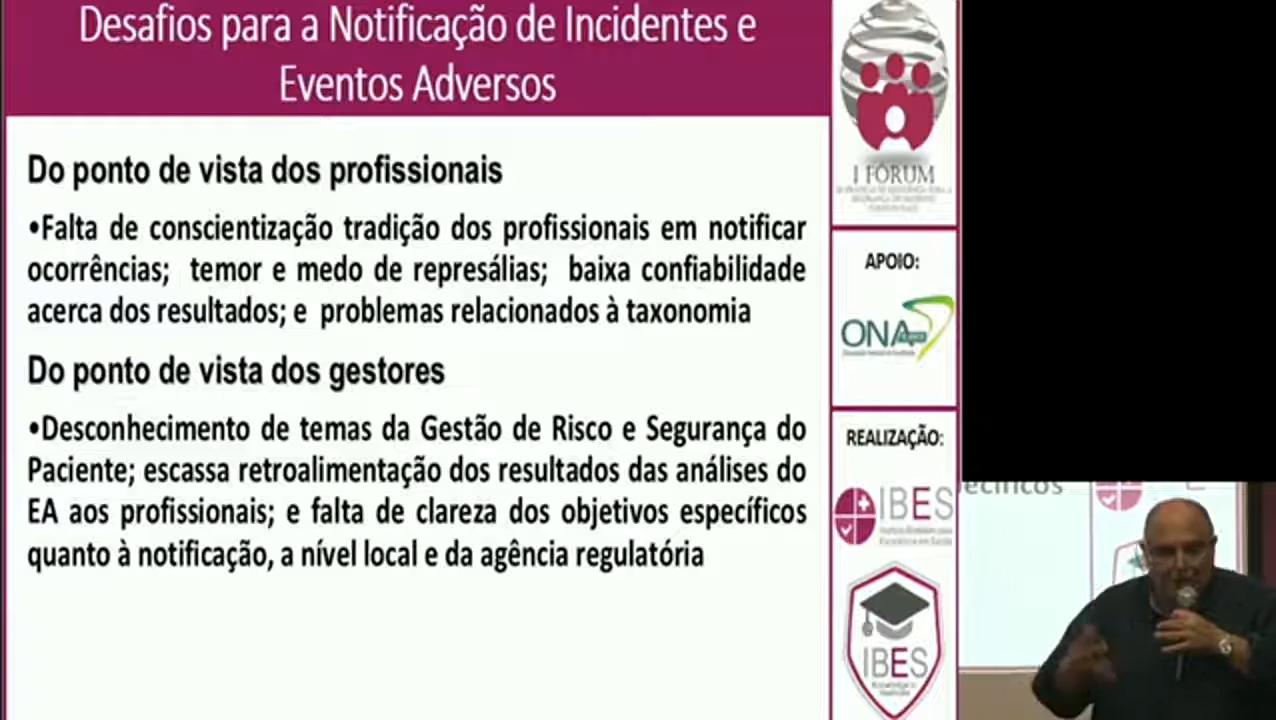 Desafios para a Notificação de Incidentes e
Eventos Adversos
Do ponto de vista dos profissionais
•Falta de conscientização tradição dos profissionais em notificar
ocorrências; temor e medo de represálias; baixa confiabilidade
acerca dos resultados; e problemas relacionados à taxonomia
Do ponto de vista dos gestores
•Desconhecimento de temas da Gestão de Risco e Segurança do
Paciente; escassa retroalimentação dos resultados das análises do
EA aos profissionais; e falta de clareza dos objetivos específicos
quanto à notificação, a nível local e da agência regulatória
I FÓRUM
APOIO:
ONA
REALIZAÇÃO:
IBES
IBES
ecíficos